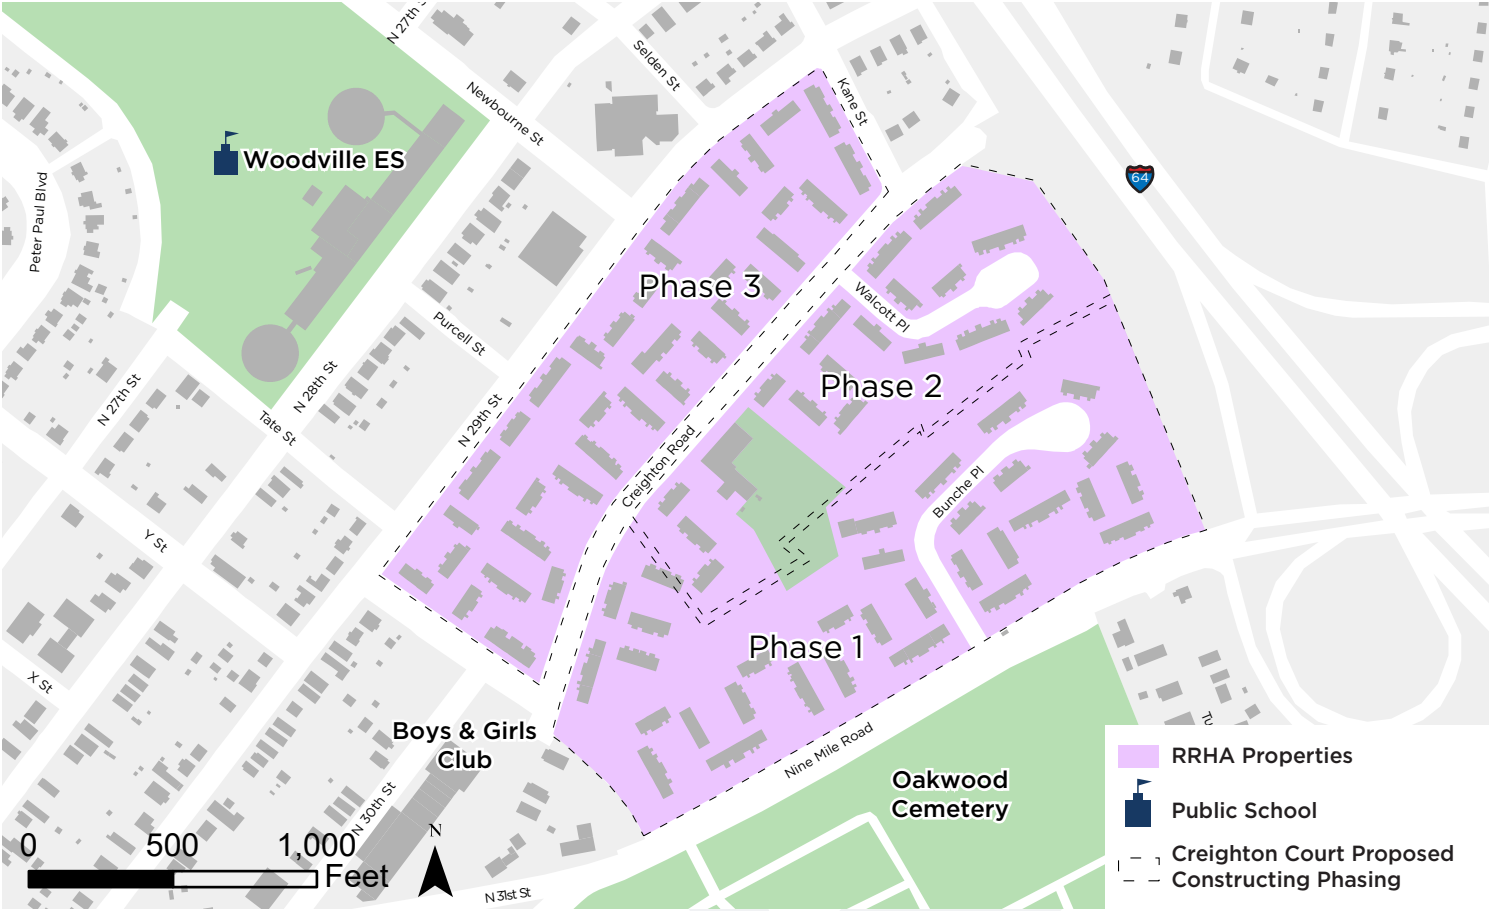 N 27th S
Selden St
Kane St
Newbourne St
Woodville ES
64
Peter Paul Blvd
Phase 3
Walcott Pl
Purcell St
N 28th St
N 27th St
Tate St
N 29th St
Phase 2
Creighton Road
Bunche Pl
Y St
Phase 1
X St
Boys & Girls
Club
Nine Mile Road
Oakwood
Cemetery
N 30th St
N 31st St
Tu
RRHA Properties
Public School
Creighton Court Proposed
Constructing Phasing
0 500 1,000
Feet
N